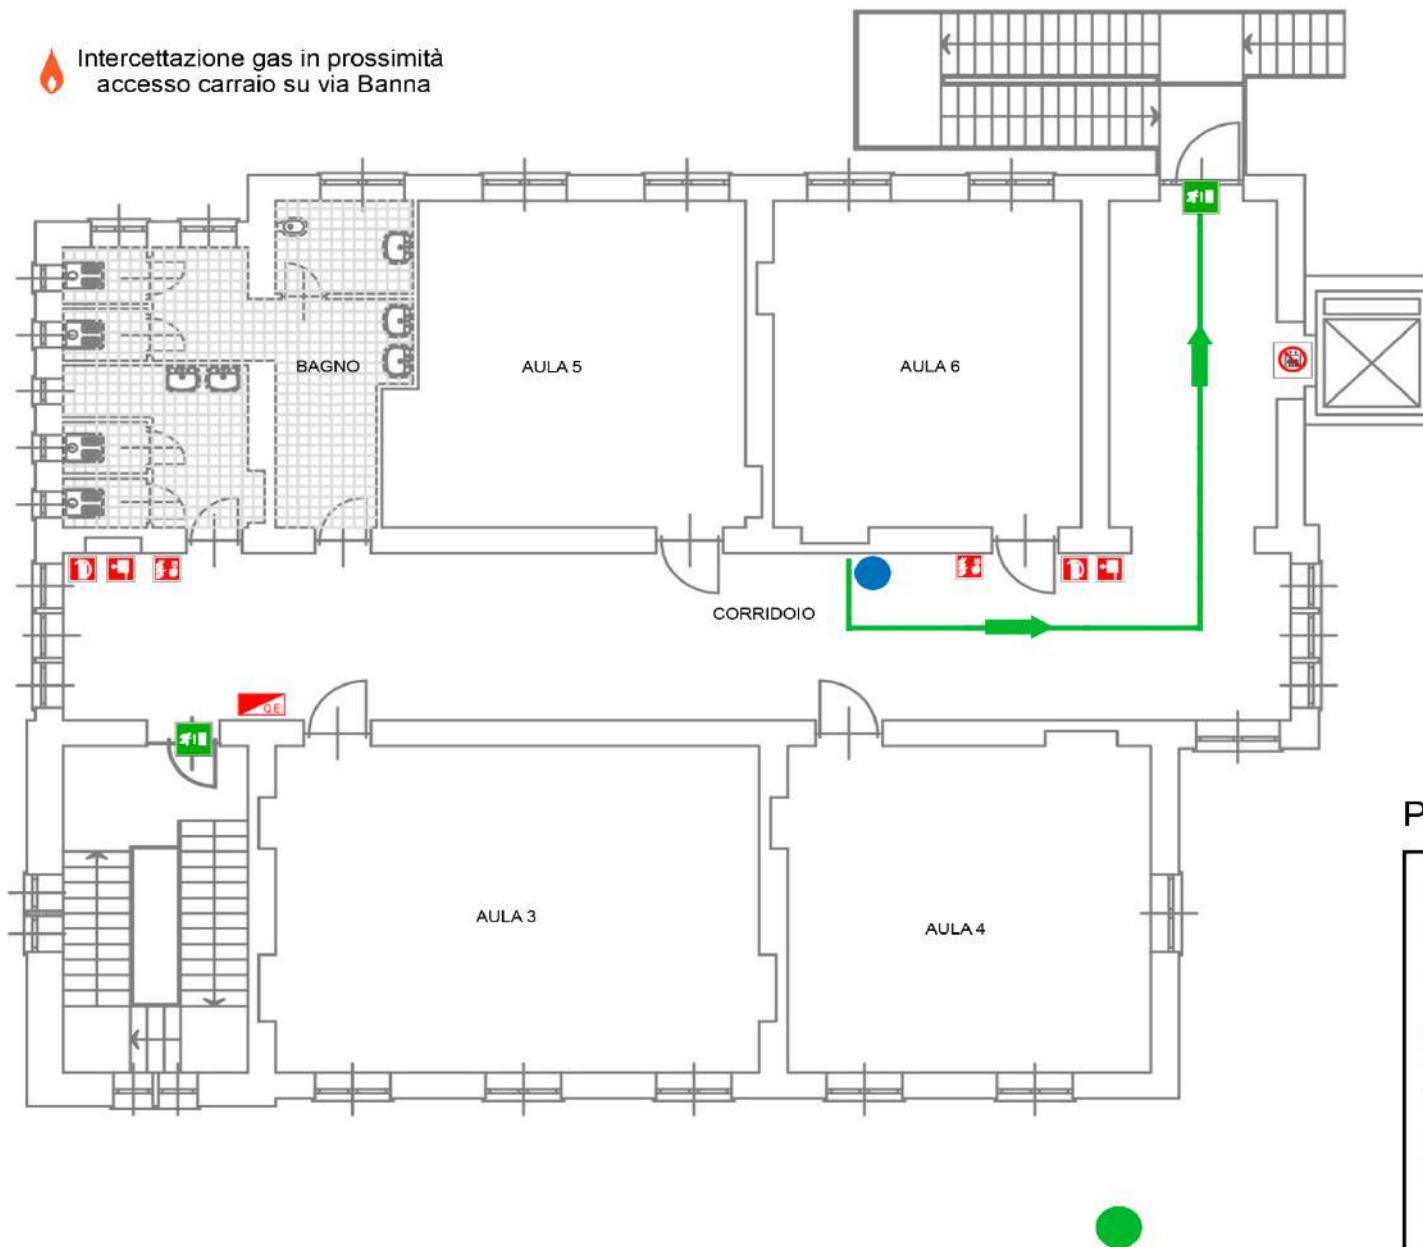 Intercettazione gas in prossimità
accesso carraio su via Banna
BAGNO
AULA 5
AULA 6
CORRIDOIO
Q.E.
AULA 3
AULA 4
P